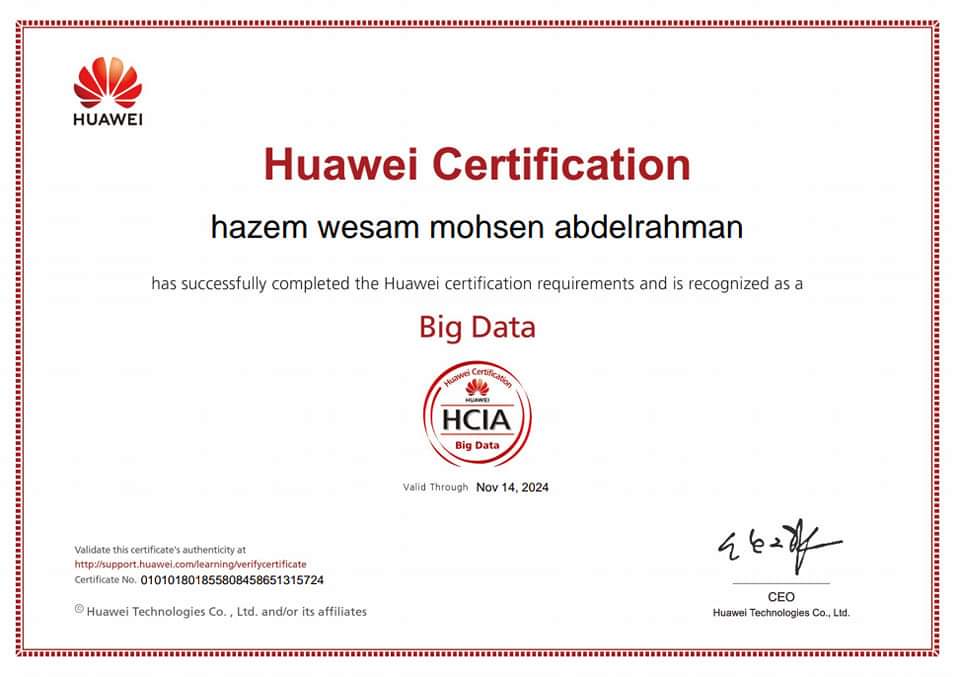 HUAWEI
Huawei Certification
hazem wesam mohsen abdelrahman
has successfully completed the Huawei certification requirements and is recognized as a
Big Data
Huawei Certification
HUAWEI
HCIA
Big Data
Valid Through Nov 14, 2024
Validate this certificate's authenticity at
http://support.huawei.com/learning/verifycertificate
Certificate No. 010101801855808458651315724
© Huawei Technologies Co. , Ltd. and/or its affiliates
CEO
Huawei Technologies Co., Ltd.